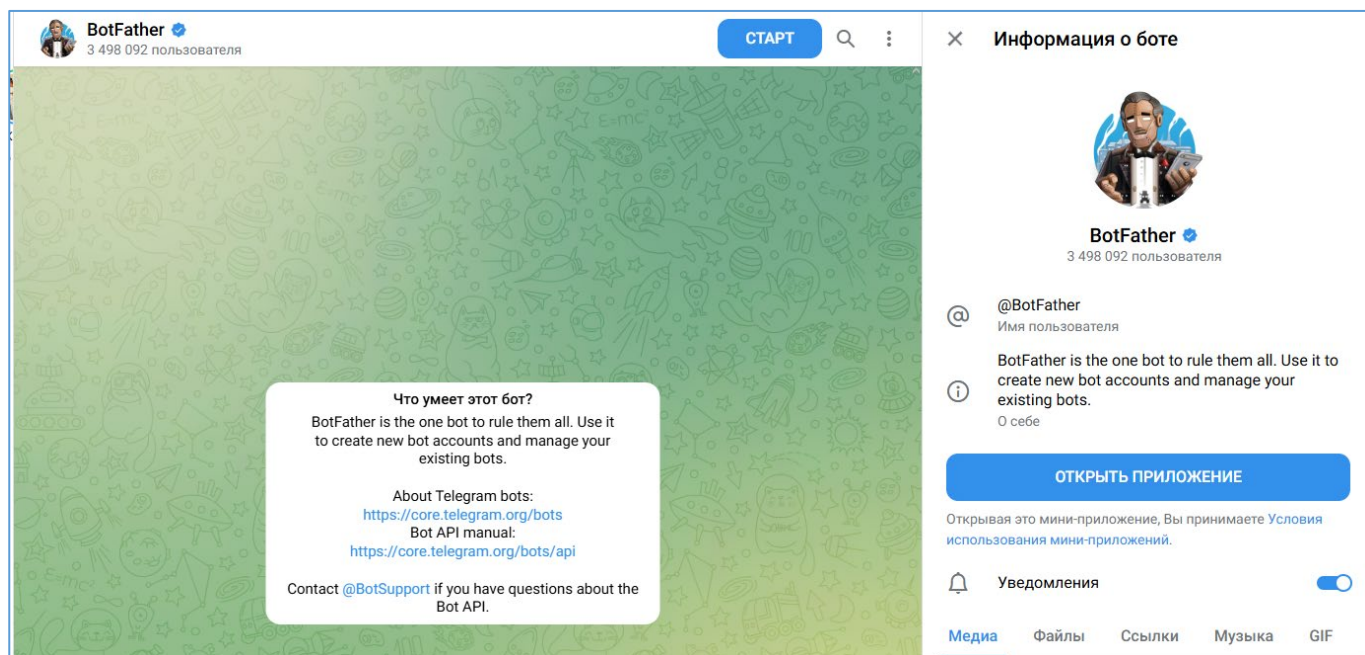 BotFather
3 498 092 пользователя
СТАРТ
Что умеет этот бот?
BotFather is the one bot to rule them all. Use it
to create new bot accounts and manage your
existing bots.
About Telegram bots:
https://core.telegram.org/bots
Bot API manual:
https://core.telegram.org/bots/api
Contact @BotSupport if you have questions about the
Bot API.
Информация о боте
BotFather
3 498 092 пользователя
@BotFather
Имя пользователя
BotFather is the one bot to rule them all. Use it to
create new bot accounts and manage your
existing bots.
О себе
ОТКРЫТЬ ПРИЛОЖЕНИЕ
Открывая это мини-приложение, Вы принимаете Условия
использования мини-приложений.
Уведомления
Медиа Файлы Ссылки Музыка GIF